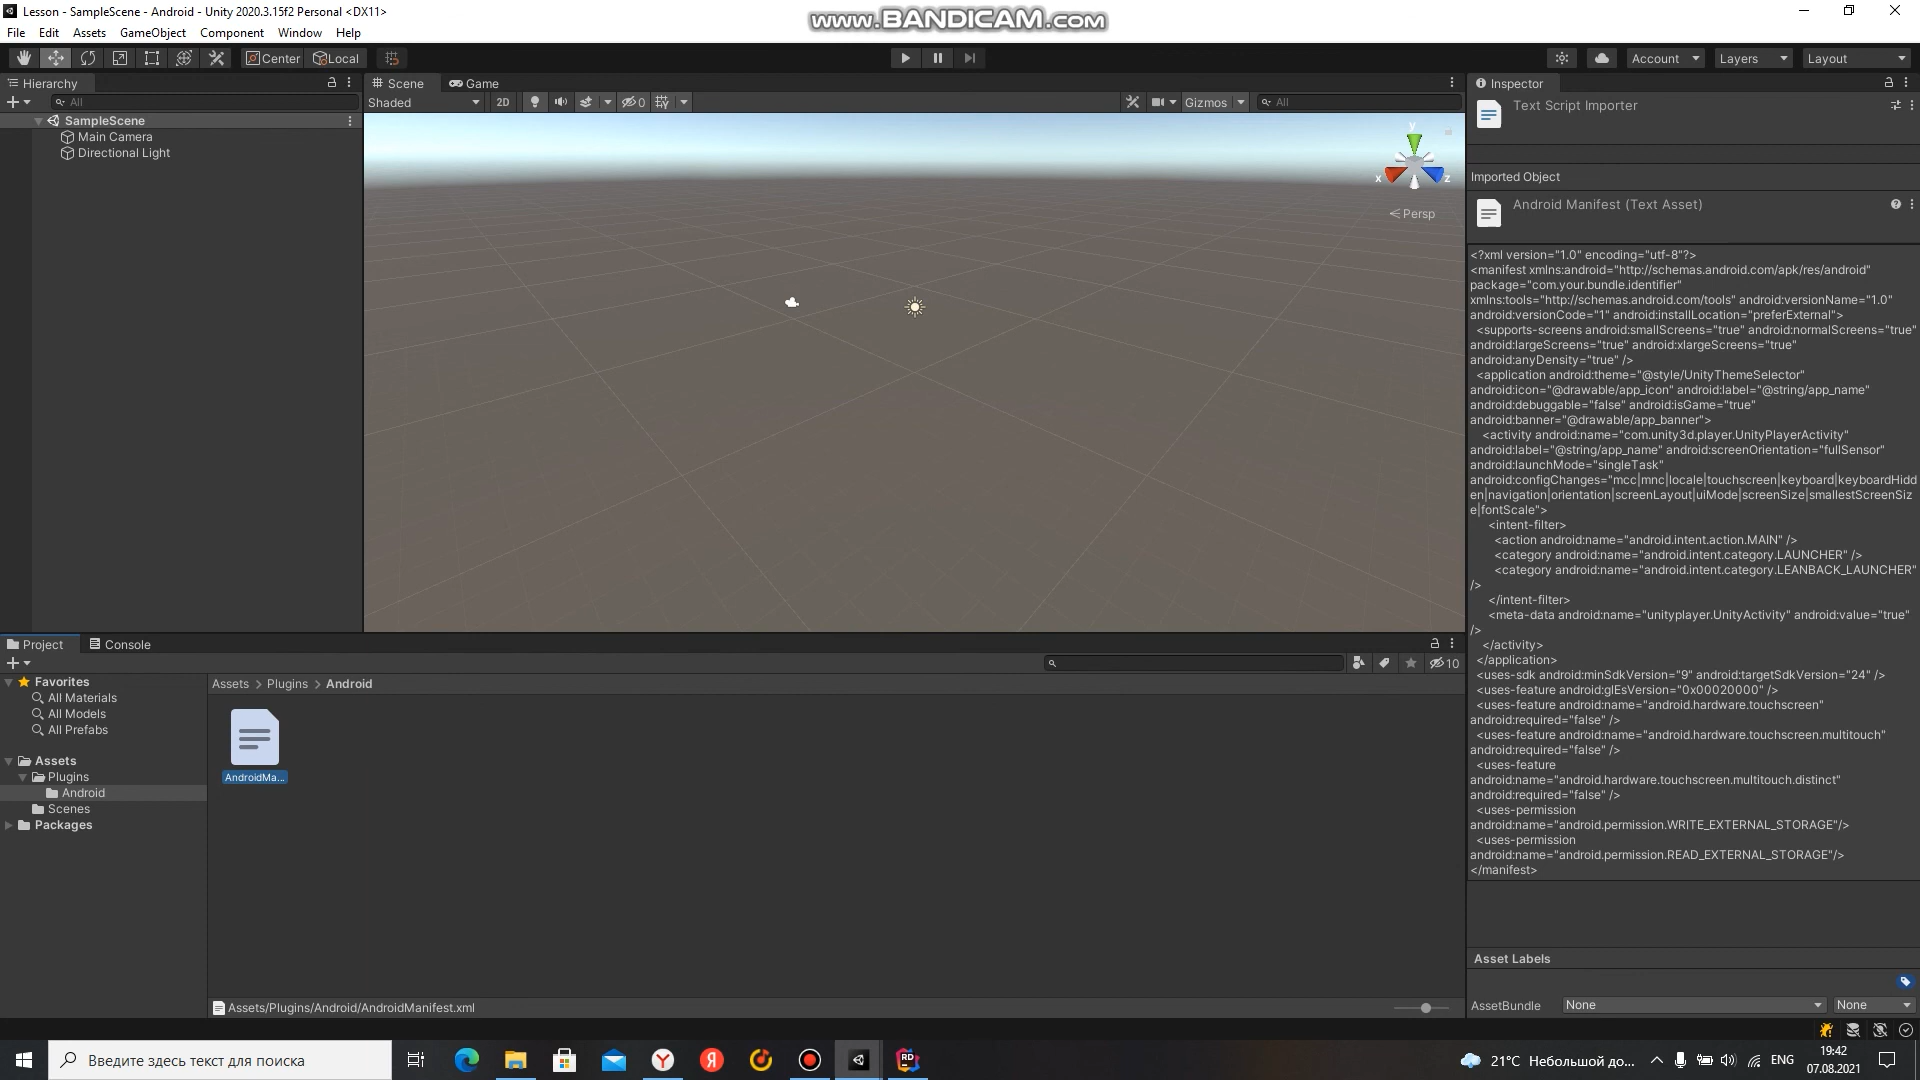 Lesson - SampleScene - Android - Unity 2020.3.15f2 Personal <DX11>
www.BANDICAM.com
File Edit Assets GameObject Component Window Help
Center Local
Account Layers Layout
Hierarchy
All
SampleScene
Main Camera
Directional Light
Scene Game
Shaded 2D 0 Gizmos All
y
x z
Persp
Inspector
Text Script Importer
Imported Object
Android Manifest (Text Asset)
<?xml version="1.0" encoding="utf-8"?>
<manifest xmlns:android="http://schemas.android.com/apk/res/android"
package="com.your.bundle.identifier"
xmlns:tools="http://schemas.android.com/tools" android:versionName="1.0"
android:versionCode="1" android:installLocation="preferExternal">
<supports-screens android:smallScreens="true" android:normalScreens="true"
android:largeScreens="true" android:xlargeScreens="true"
android:anyDensity="true" />
<application android:theme="@style/UnityThemeSelector"
android:icon="@drawable/app_icon" android:label="@string/app_name"
android:debuggable="false" android:isGame="true"
android:banner="@drawable/app_banner">
<activity android:name="com.unity3d.player.UnityPlayerActivity"
android:label="@string/app_name" android:screenOrientation="fullSensor"
android:launchMode="singleTask"
android:configChanges="mcc|mnc|locale|touchscreen|keyboard|keyboardHidd
en|navigation|orientation|screenLayout|uiMode|screenSize|smallestScreenSiz
e|fontScale">
<intent-filter>
<action android:name="android.intent.action.MAIN" />
<category android:name="android.intent.category.LAUNCHER" />
<category android:name="android.intent.category.LEANBACK_LAUNCHER"
/>
</intent-filter>
<meta-data android:name="unityplayer.UnityActivity" android:value="true"
/>
</activity>
</application>
<uses-sdk android:minSdkVersion="9" android:targetSdkVersion="24" />
<uses-feature android:glEsVersion="0x00020000" />
<uses-feature android:name="android.hardware.touchscreen"
android:required="false" />
<uses-feature android:name="android.hardware.touchscreen.multitouch"
android:required="false" />
<uses-feature
android:name="android.hardware.touchscreen.multitouch.distinct"
android:required="false" />
<uses-permission
android:name="android.permission.WRITE_EXTERNAL_STORAGE"/>
<uses-permission
android:name="android.permission.READ_EXTERNAL_STORAGE"/>
</manifest>
Asset Labels
AssetBundle None None
Project Console
10
Favorites
All Materials
All Models
All Prefabs
Assets
Plugins
Android
Scenes
Packages
Assets > Plugins > Android
AndroidMa...
Assets/Plugins/Android/AndroidManifest.xml
Введите здесь текст для поиска
Y Я RD
21°C Небольшой до... ENG
19:42
07.08.2021